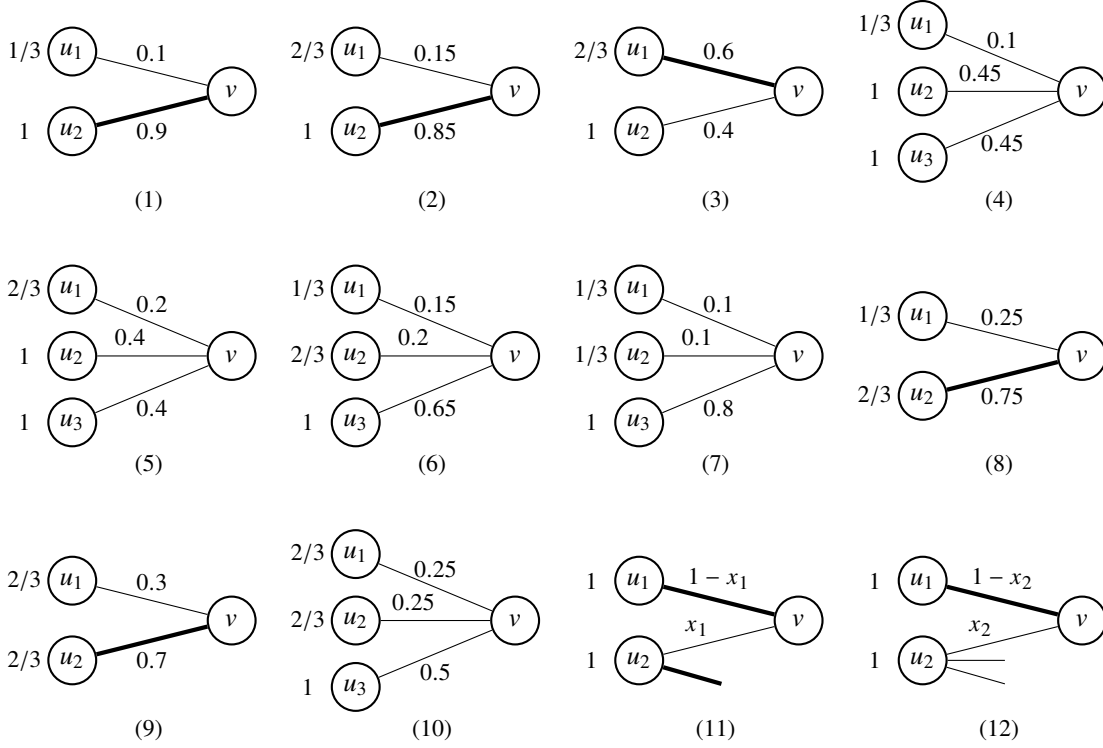 1/3 u₁ 0.1 v
1 u₂ 0.9
(1)
2/3 u₁ 0.15 v
1 u₂ 0.85
(2)
2/3 u₁ 0.6 v
1 u₂ 0.4
(3)
1/3 u₁ 0.1
1 u₂ 0.45 v
1 u₃ 0.45
(4)
2/3 u₁ 0.2
1 u₂ 0.4 v
1 u₃ 0.4
(5)
1/3 u₁ 0.15
2/3 u₂ 0.2 v
1 u₃ 0.65
(6)
1/3 u₁ 0.1
1/3 u₂ 0.1 v
1 u₃ 0.8
(7)
1/3 u₁ 0.25 v
2/3 u₂ 0.75
(8)
2/3 u₁ 0.3 v
2/3 u₂ 0.7
(9)
2/3 u₁ 0.25
2/3 u₂ 0.25 v
1 u₃ 0.5
(10)
1 u₁ 1 − x₁ v
1 u₂ x₁
(11)
1 u₁ 1 − x₂ v
1 u₂ x₂
(12)